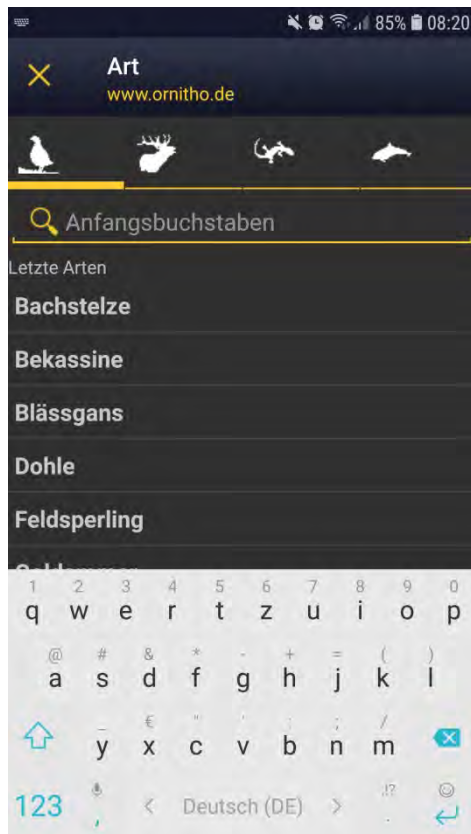 85% 08:20
Art
www.ornitho.de
Anfangsbuchstaben
Letzte Arten
Bachstelze
Bekassine
Blässgans
Dohle
Feldsperling
1 2 3 4 5 6 7 8 9 0
q w e r t z u i o p
@ # & * - + = ( )
a s d f g h j k l
_ € " ' : ; /
y x c v b n m
123 , < Deutsch (DE) > .!? .